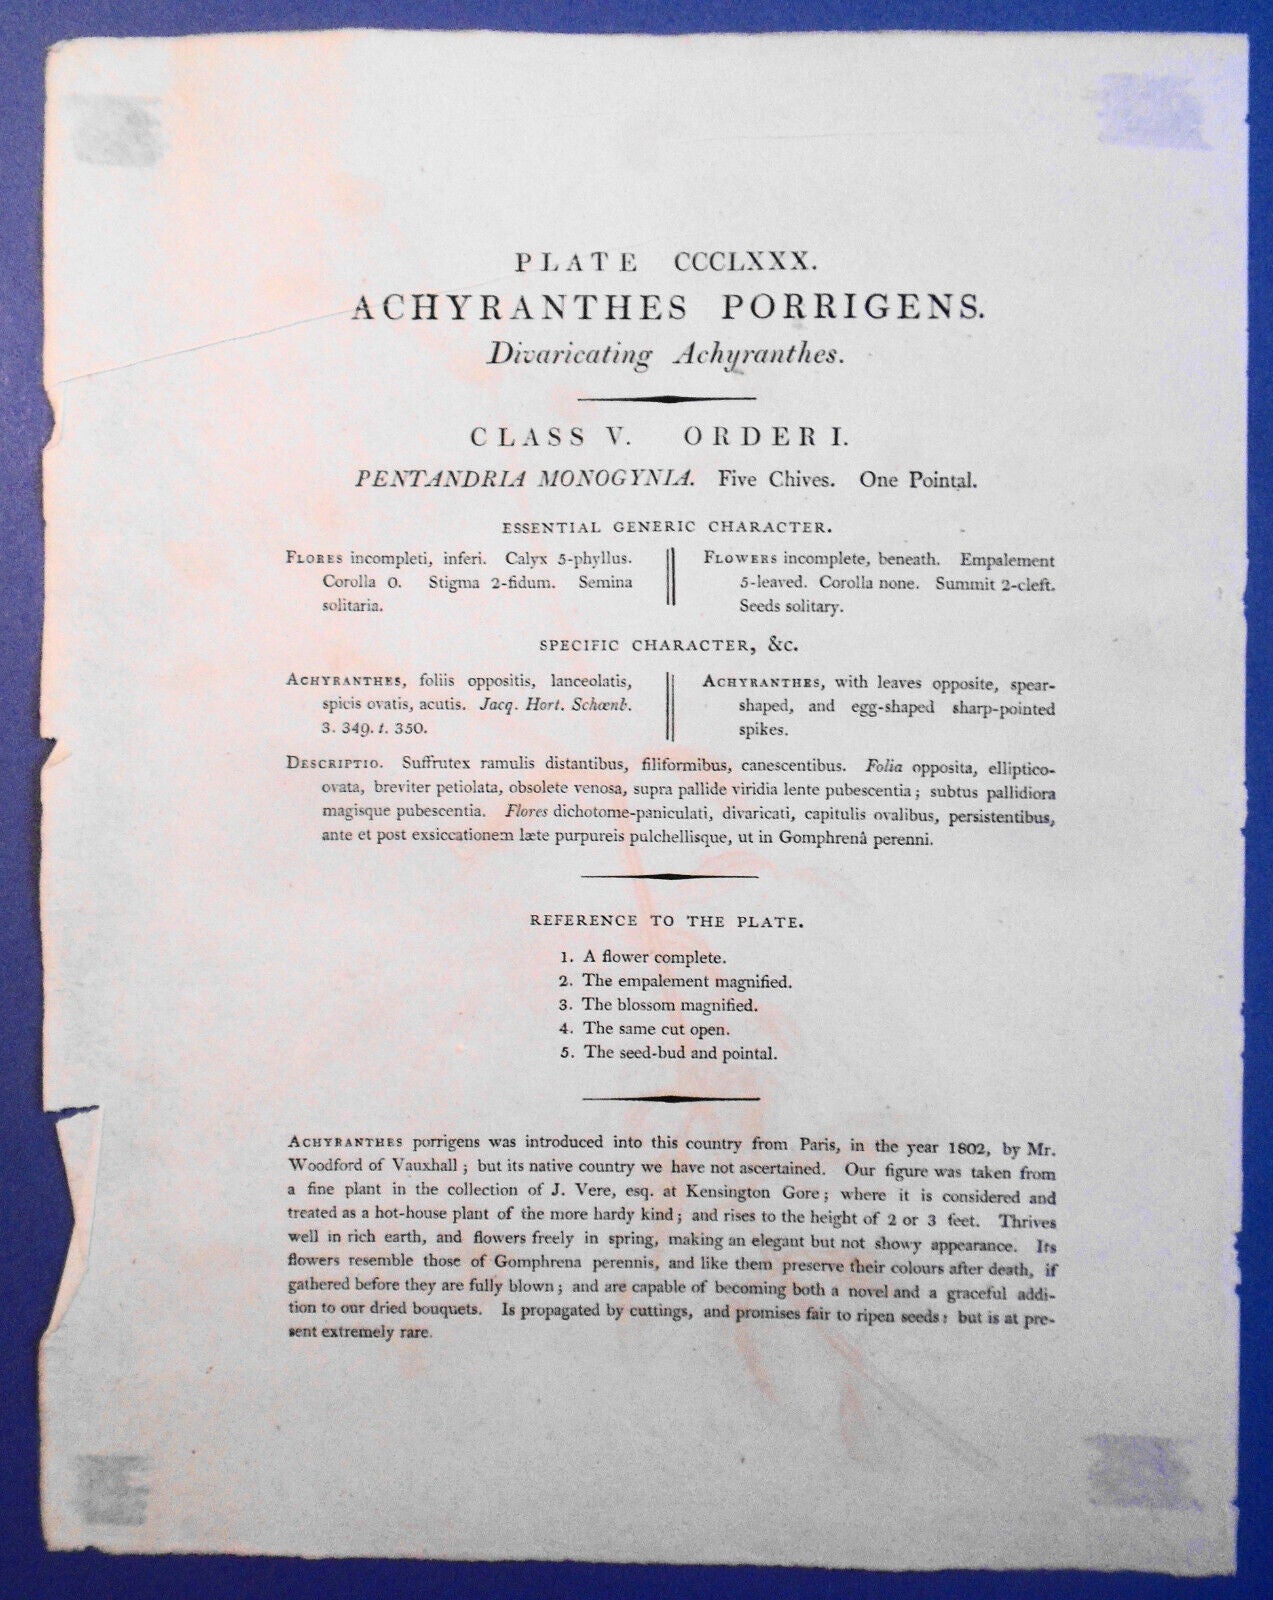 PLATE CCCLXXX.
ACHYRANTHES PORRIGENS.
Divaricating Achyranthes.
CLASS V. ORDER I.
PENTANDRIA MONOGYNIA. Five Chives. One Pointal.
ESSENTIAL GENERIC CHARACTER.
FLORES incompleti, inferi. Calyx 5-phyllus.
Corolla 0. Stigma 2-fidum. Semina
solitaria.
FLOWERS incomplete, beneath. Empalement
5-leaved. Corolla none. Summit 2-cleft.
Seeds solitary.
SPECIFIC CHARACTER, &c.
ACHYRANTHES, foliis oppositis, lanceolatis,
spicis ovatis, acutis. Jacq. Hort. Schœnb.
3. 349. t. 350.
ACHYRANTHES, with leaves opposite, spear-
shaped, and egg-shaped sharp-pointed
spikes.
DESCRIPTIO. Suffrutex ramulis distantibus, filiformibus, canescentibus. Folia opposita, elliptico-
ovata, breviter petiolata, obsolete venosa, supra pallide viridia lente pubescentia; subtus pallidiora
magisque pubescentia. Flores dichotome-paniculati, divaricati, capitulis ovalibus, persistentibus,
ante et post exsiccationem læte purpureis pulchellisque, ut in Gomphrenâ perenni.
REFERENCE TO THE PLATE.
1. A flower complete.
2. The empalement magnified.
3. The blossom magnified.
4. The same cut open.
5. The seed-bud and pointal.
ACHYRANTHES porrigens was introduced into this country from Paris, in the year 1802, by Mr.
Woodford of Vauxhall; but its native country we have not ascertained. Our figure was taken from
a fine plant in the collection of J. Vere, esq. at Kensington Gore; where it is considered and
treated as a hot-house plant of the more hardy kind; and rises to the height of 2 or 3 feet. Thrives
well in rich earth, and flowers freely in spring, making an elegant but not showy appearance. Its
flowers resemble those of Gomphrena perennis, and like them preserve their colours after death, if
gathered before they are fully blown; and are capable of becoming both a novel and a graceful addi-
tion to our dried bouquets. Is propagated by cuttings, and promises fair to ripen seeds: but is at pre-
sent extremely rare.